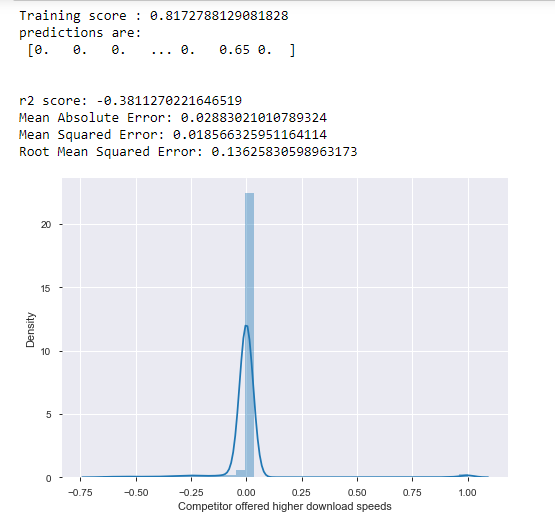 Training score : 0.8172788129081828
predictions are:
[0. 0. 0. ... 0. 0.65 0. ]
r2 score: -0.3811270221646519
Mean Absolute Error: 0.02883021010789324
Mean Squared Error: 0.018566325951164114
Root Mean Squared Error: 0.13625830598963173
20
15
10
5
0
Density
−0.75 −0.50 −0.25 0.00 0.25 0.50 0.75 1.00
Competitor offered higher download speeds